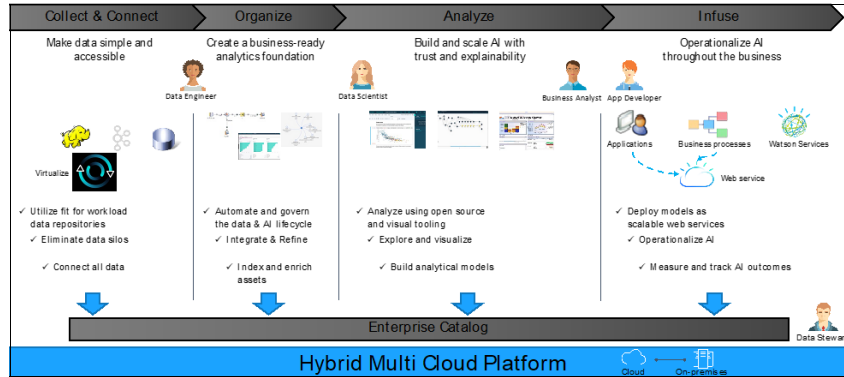 Collect & Connect
Organize
Analyze
Infuse
Make data simple and
accessible
Create a business-ready
analytics foundation
Build and scale AI with
trust and explainability
Operationalize AI
throughout the business
Data Engineer
Data Scientist
Business Analyst
App Developer
Virtualize
Applications
Business processes
Watson Services
Web service
✓ Utilize fit for workload
data repositories
✓ Eliminate data silos
✓ Connect all data
✓ Automate and govern
the data & AI lifecycle
✓ Integrate & Refine
✓ Index and enrich
assets
✓ Analyze using open source
and visual tooling
✓ Explore and visualize
✓ Build analytical models
✓ Deploy models as
scalable web services
✓ Operationalize AI
✓ Measure and track AI outcomes
Enterprise Catalog
Data Stewar
Hybrid Multi Cloud Platform
Cloud
On-premises